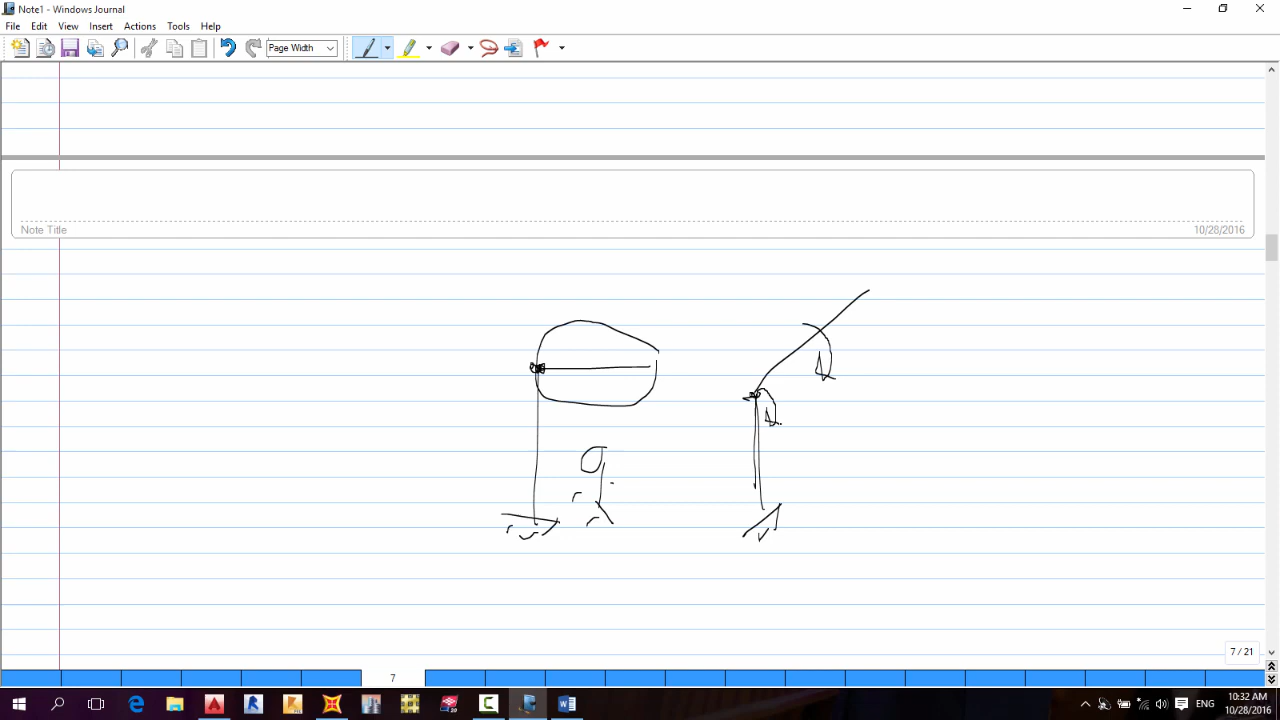 Note1 - Windows Journal
File Edit View Insert Actions Tools Help
Page Width
Note Title
10/28/2016
7 / 21
7
ENG
10:32 AM
10/28/2016